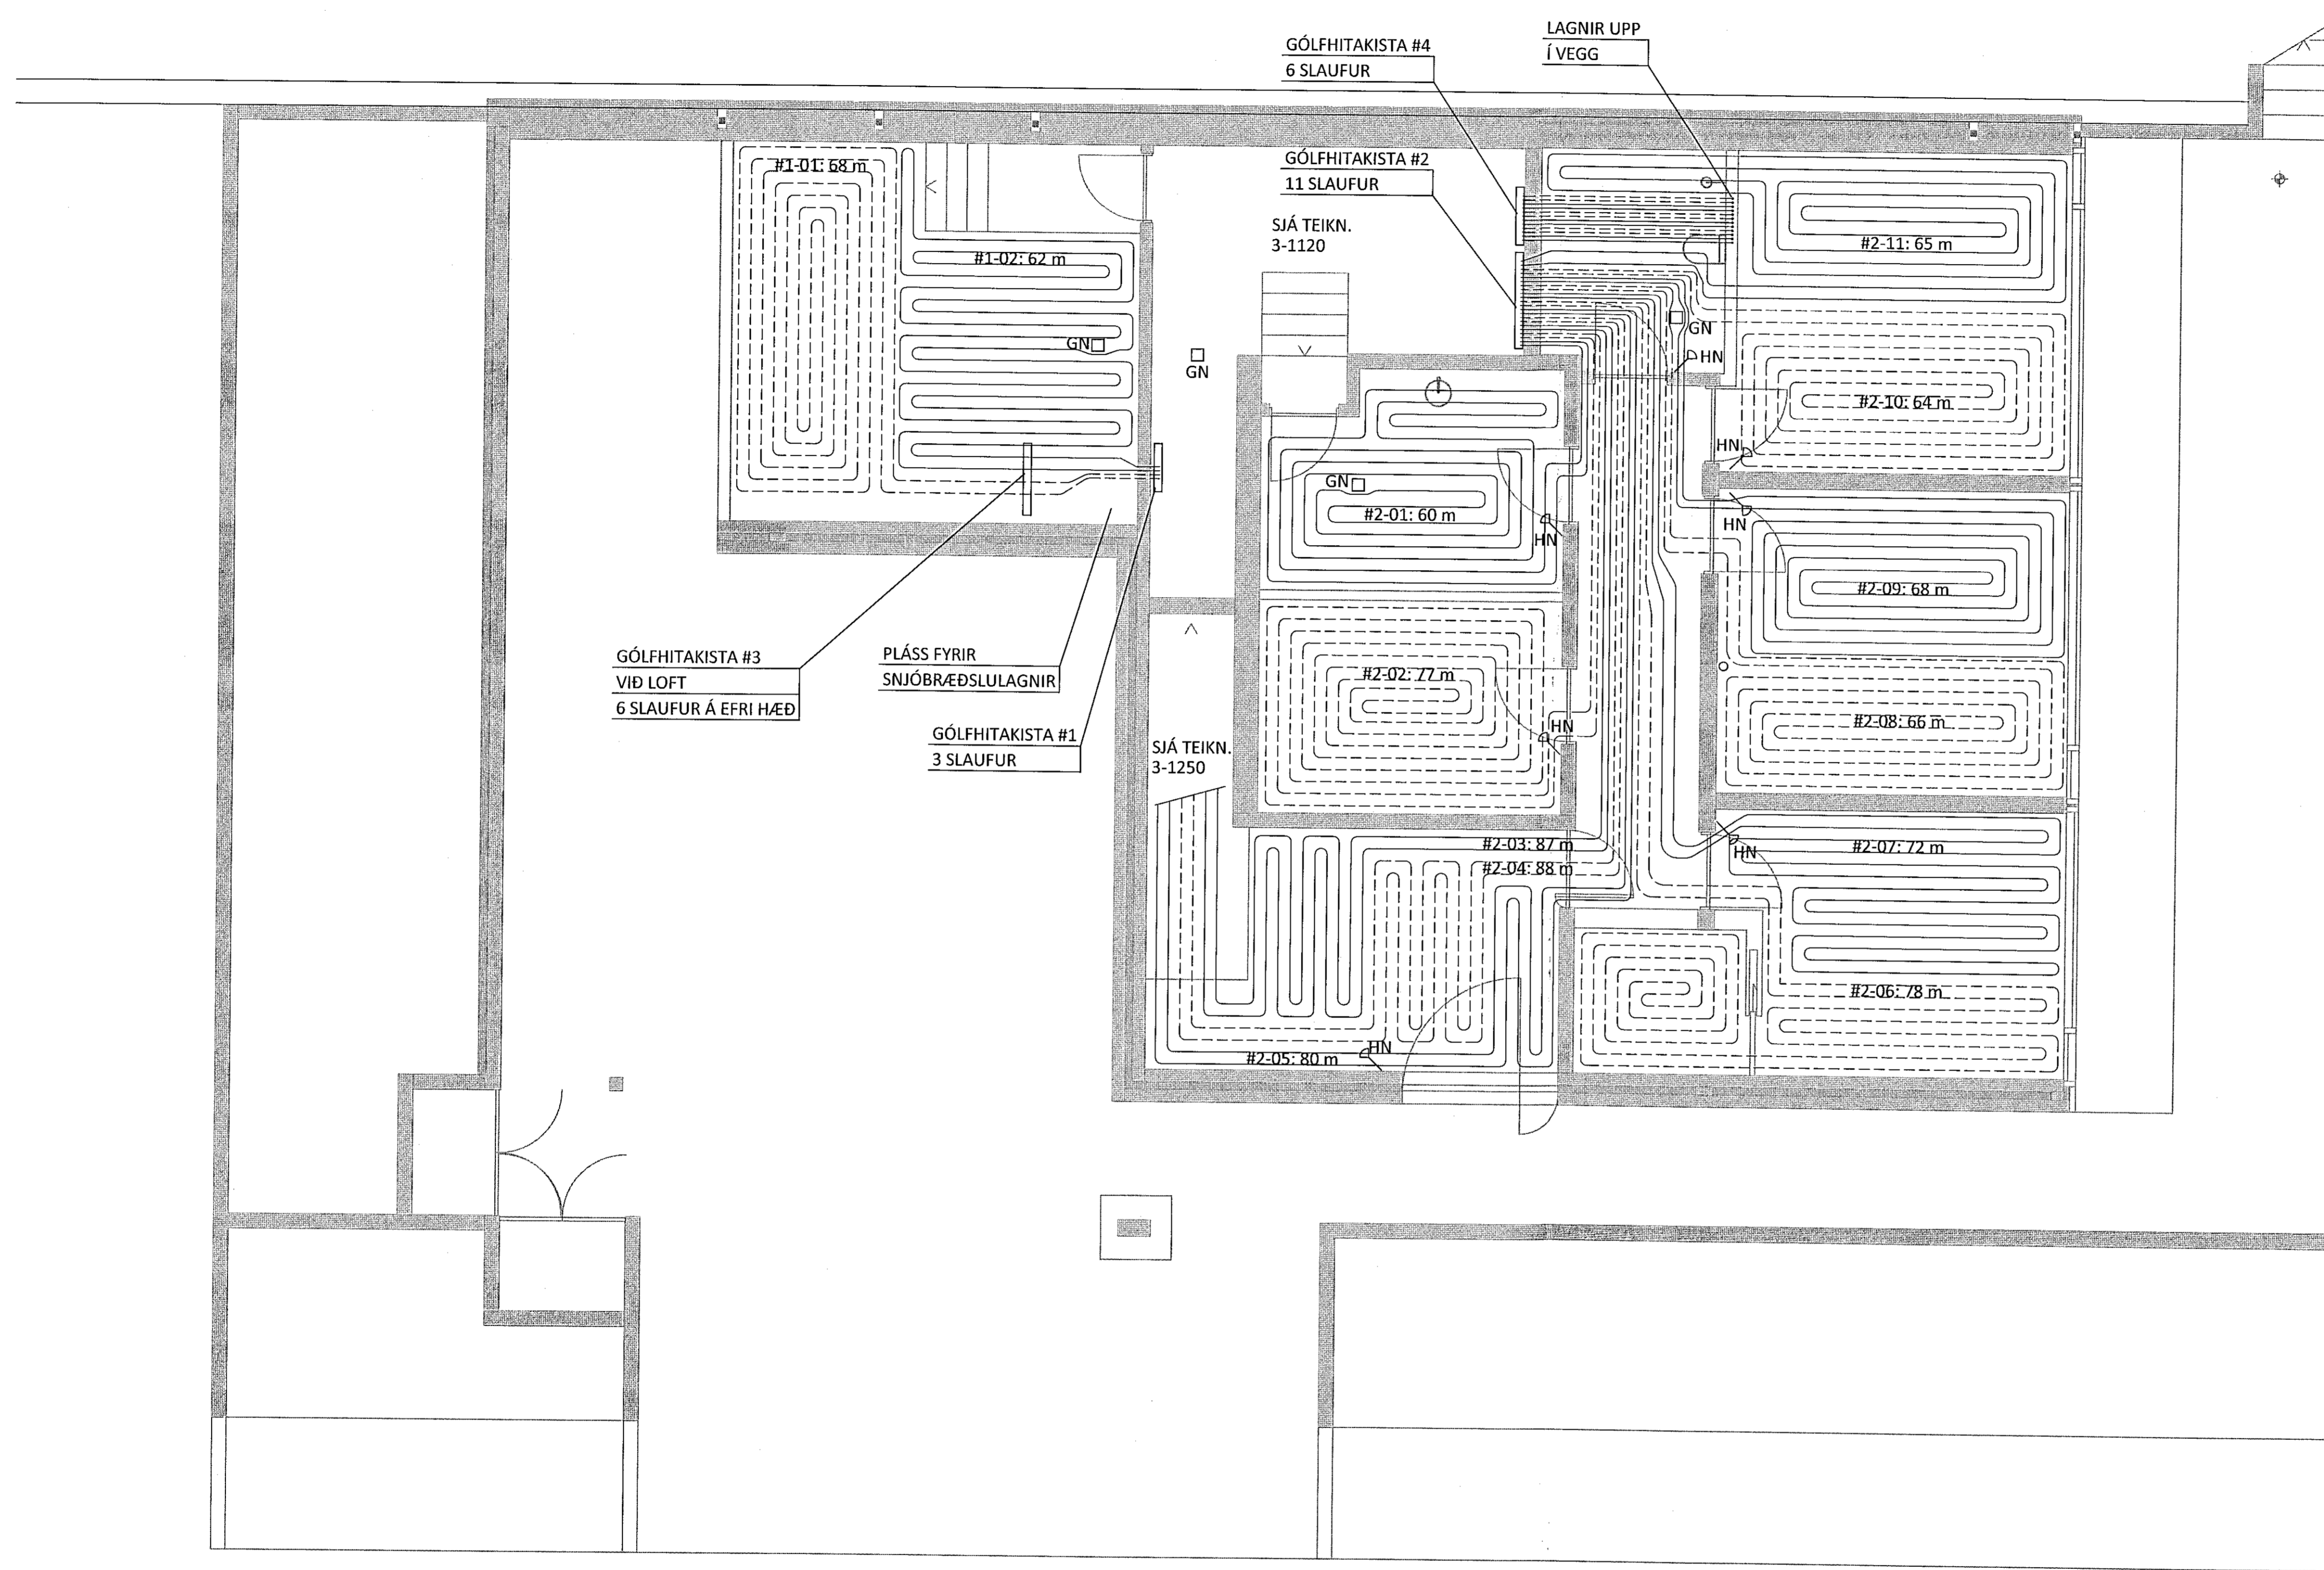 LAGNIR UPP
Í VEGG
GÓLFHITAKISTA #4
6 SLAUFUR
GÓLFHITAKISTA #2
11 SLAUFUR
SJÁ TEIKN.
3-1120
#1-01: 68 m
#1-02: 62 m
GN
GN
#2-11: 65 m
GN
HN
#2-10: 64 m
HN
GN
#2-01: 60 m
HN
HN
#2-09: 68 m
#2-02: 77 m
HN
#2-08: 66 m
GÓLFHITAKISTA #3
VIÐ LOFT
6 SLAUFUR Á EFRI HÆÐ
PLÁSS FYRIR
SNJÓBRÆÐSLULAGNIR
GÓLFHITAKISTA #1
3 SLAUFUR
SJÁ TEIKN.
3-1250
#2-03: 87 m
#2-04: 88 m
HN
#2-07: 72 m
#2-06: 78 m
HN
#2-05: 80 m